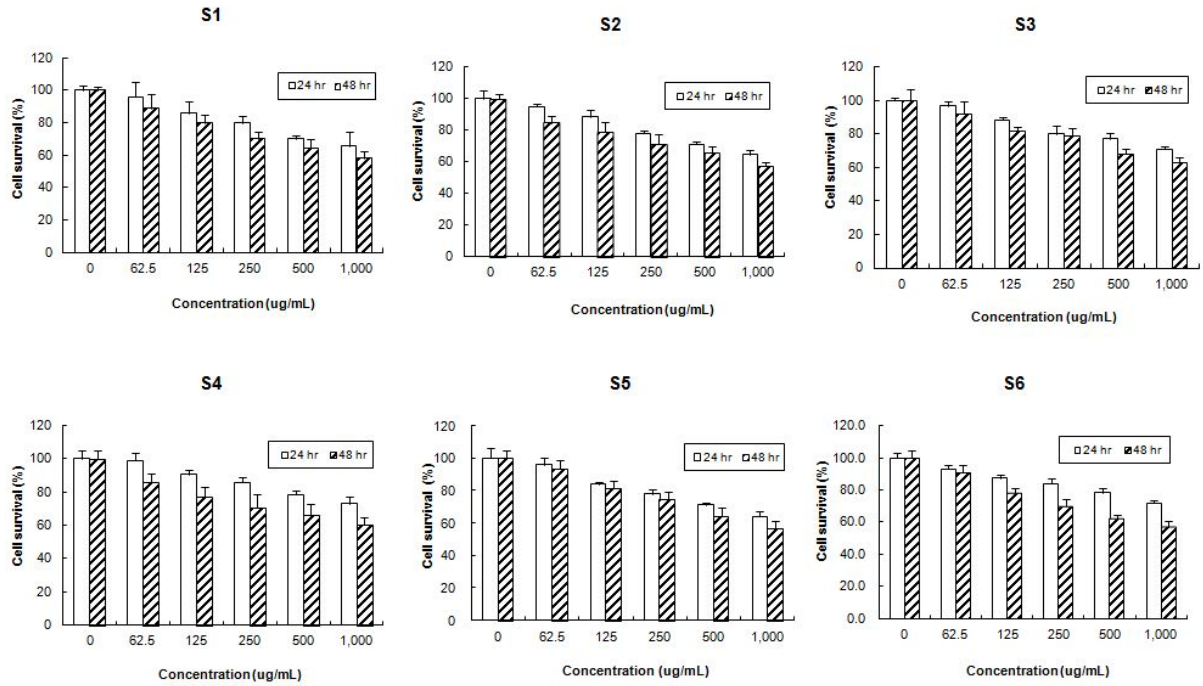 S1
120
100
80
60
40
20
0
Cell survival (%)
24 hr 48 hr
0 62.5 125 250 500 1,000
Concentration (ug/mL)
S2
120
100
80
60
40
20
0
Cell survival (%)
24 hr 48 hr
0 62.5 125 250 500 1,000
Concentration (ug/mL)
S3
120
100
80
60
40
20
0
Cell survival (%)
24 hr 48 hr
0 62.5 125 250 500 1,000
Concentration (ug/mL)
S4
120
100
80
60
40
20
0
Cell survival (%)
24 hr 48 hr
0 62.5 125 250 500 1,000
Concentration (ug/mL)
S5
120
100
80
60
40
20
0
Cell survival (%)
24 hr 48 hr
0 62.5 125 250 500 1,000
Concentration (ug/mL)
S6
120.0
100.0
80.0
60.0
40.0
20.0
0.0
Cell survival (%)
24 hr 48 hr
0 62.5 125 250 500 1,000
Concentration (ug/mL)